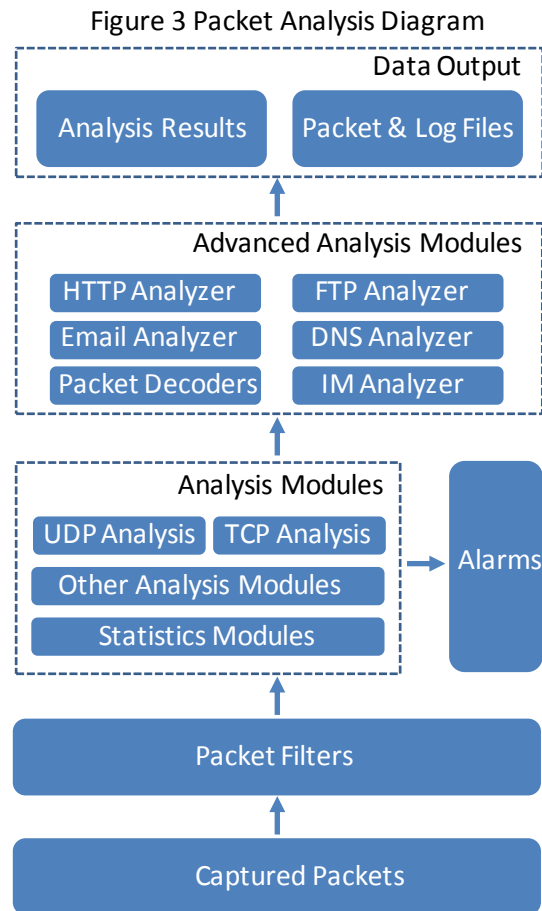 Figure 3 Packet Analysis Diagram
Data Output
Analysis Results
Packet & Log Files
Advanced Analysis Modules
HTTP Analyzer
FTP Analyzer
Email Analyzer
DNS Analyzer
Packet Decoders
IM Analyzer
Analysis Modules
UDP Analysis
TCP Analysis
Other Analysis Modules
Statistics Modules
Alarms
Packet Filters
Captured Packets